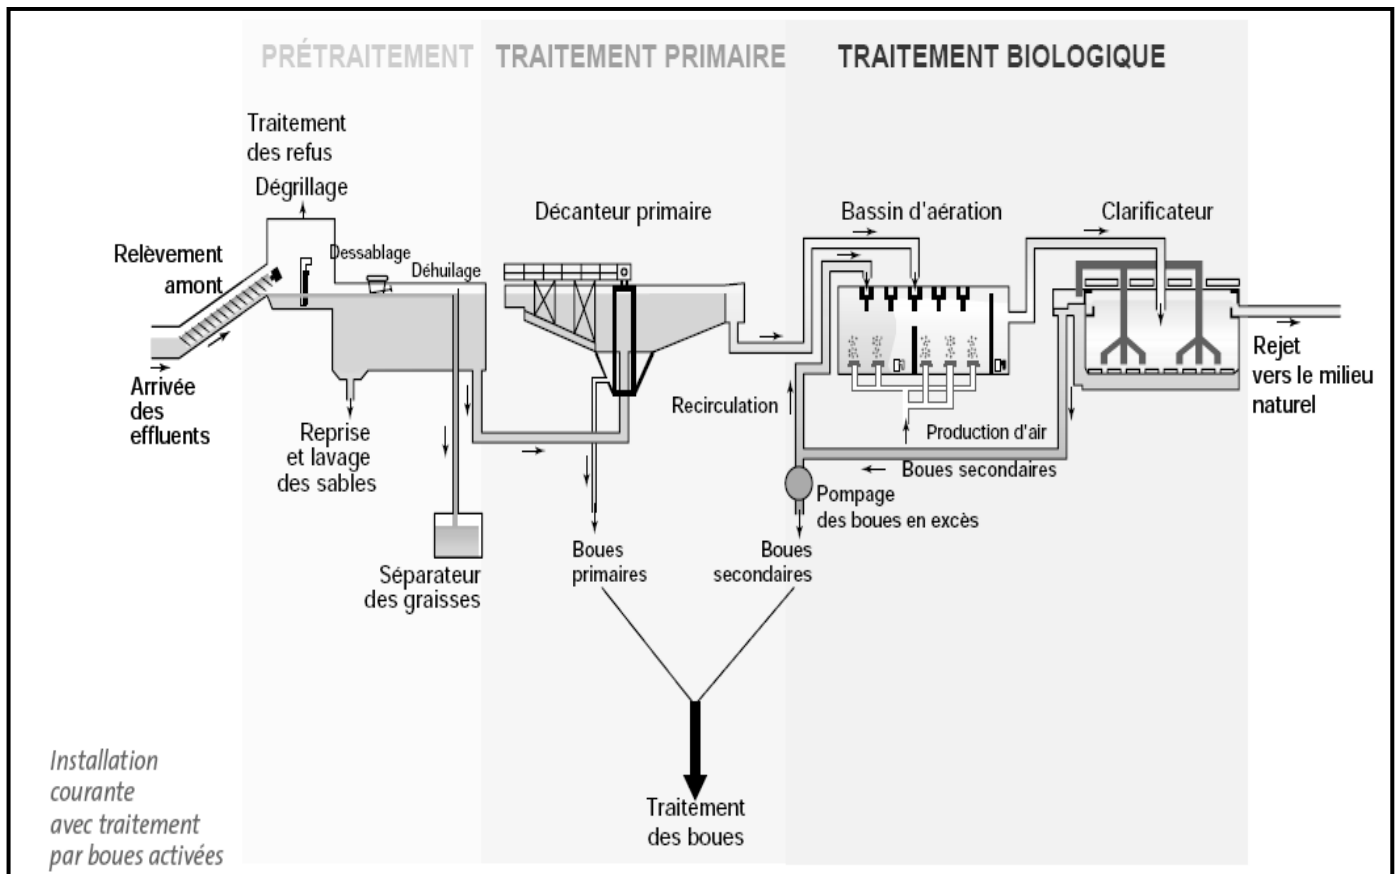 PRÉTRAITEMENT
TRAITEMENT PRIMAIRE
TRAITEMENT BIOLOGIQUE
Traitement
des refus
Dégrillage
Relèvement
amont
Dessablage
Déhuilage
Arrivée
des
effluents
Reprise
et lavage
des sables
Séparateur
des graisses
Décanteur primaire
Boues
primaires
Bassin d'aération
Clarificateur
Recirculation
Production d'air
Boues secondaires
Pompage
des boues en excès
Boues
secondaires
Rejet
vers le milieu
naturel
Traitement
des boues
Installation
courante
avec traitement
par boues activées